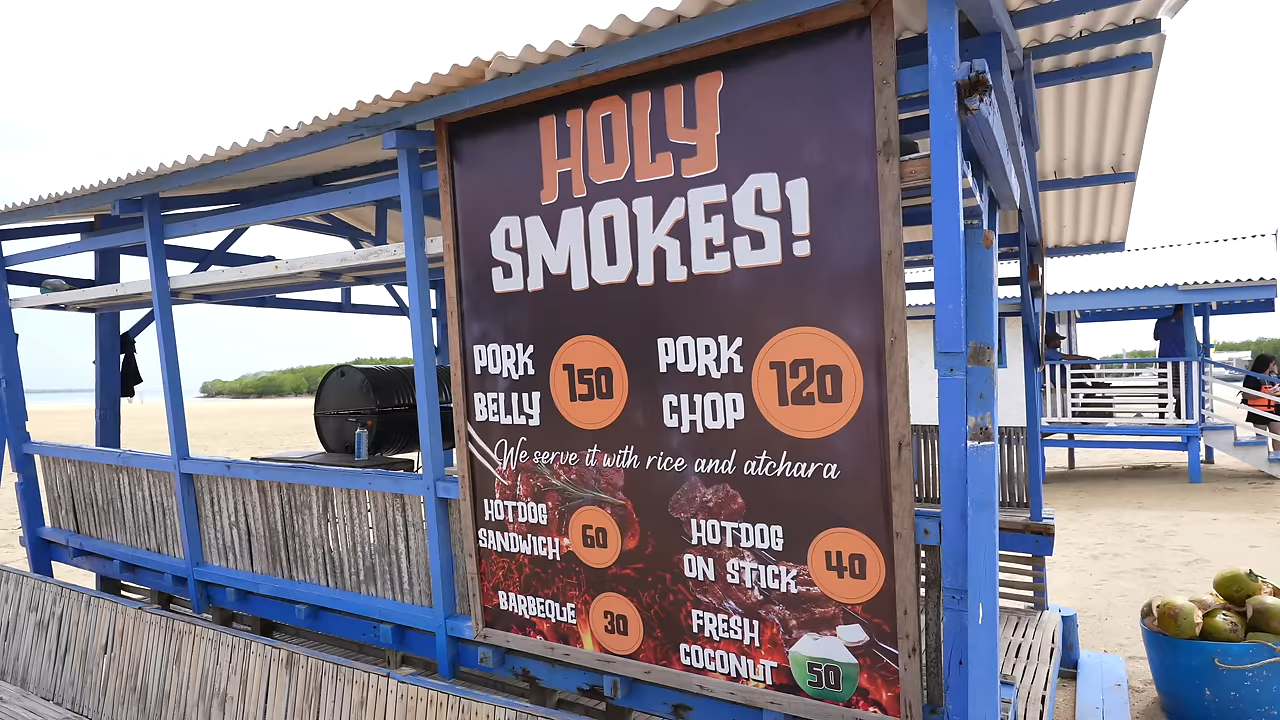 HOLY
SMOKES!
PORK
BELLY
150
PORK
CHOP
120
We serve it with rice and atchara
HOTDOG
SANDWICH
60
HOTDOG
ON STICK
40
BARBEQUE
30
FRESH
COCONUT
50